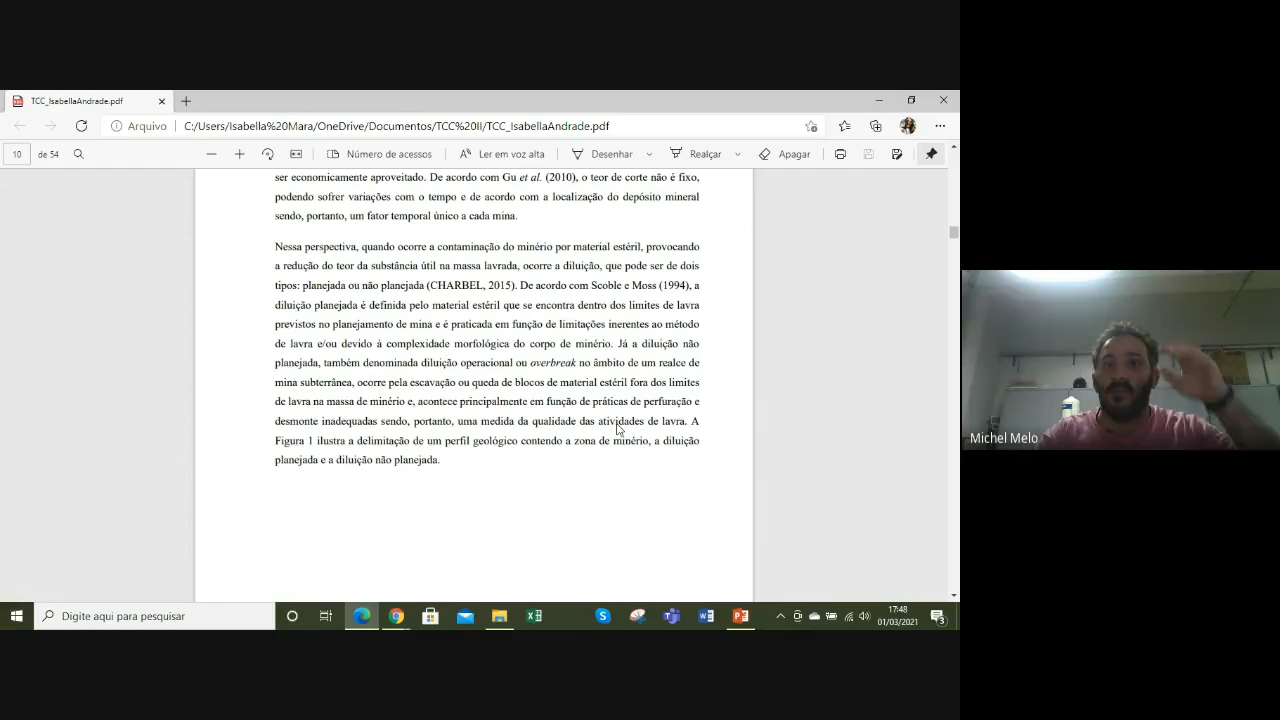 TCC_IsabellaAndrade.pdf
Arquivo C:/Users/Isabella%20Mara/OneDrive/Documentos/TCC%20II/TCC_IsabellaAndrade.pdf
10 de 54 Número de acessos Ler em voz alta Desenhar Realçar Apagar
ser economicamente aproveitado. De acordo com Gu et al. (2010), o teor de corte não é fixo,
podendo sofrer variações com o tempo e de acordo com a localização do depósito mineral
sendo, portanto, um fator temporal único a cada mina.
Nessa perspectiva, quando ocorre a contaminação do minério por material estéril, provocando
a redução do teor da substância útil na massa lavrada, ocorre a diluição, que pode ser de dois
tipos: planejada ou não planejada (CHARBEL, 2015). De acordo com Scoble e Moss (1994), a
diluição planejada é definida pelo material estéril que se encontra dentro dos limites de lavra
previstos no planejamento de mina e é praticada em função de limitações inerentes ao método
de lavra e/ou devido à complexidade morfológica do corpo de minério. Já a diluição não
planejada, também denominada diluição operacional ou overbreak no âmbito de um realce de
mina subterrânea, ocorre pela escavação ou queda de blocos de material estéril fora dos limites
de lavra na massa de minério e, acontece principalmente em função de práticas de perfuração e
desmonte inadequadas sendo, portanto, uma medida da qualidade das atividades de lavra. A
Figura 1 ilustra a delimitação de um perfil geológico contendo a zona de minério, a diluição
planejada e a diluição não planejada.
Michel Melo
Digite aqui para pesquisar
17:48
01/03/2021
3